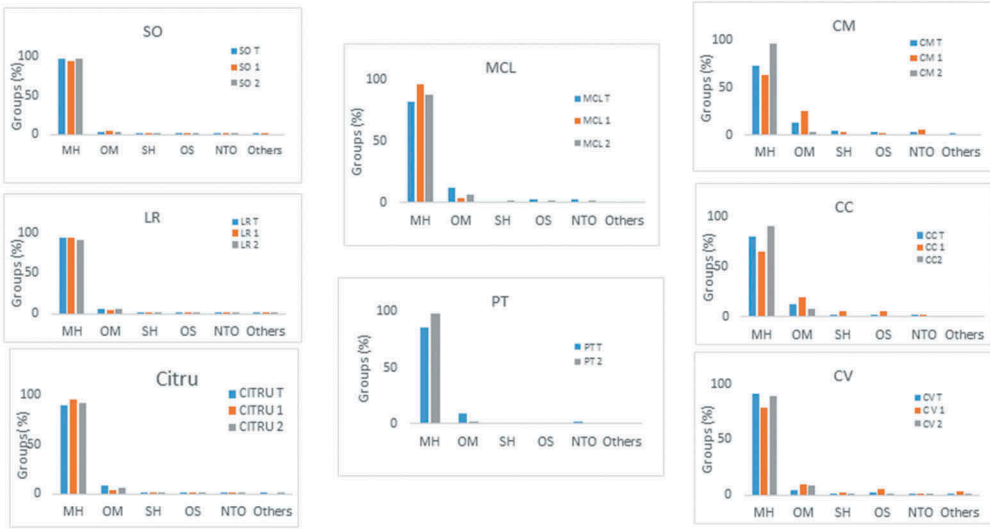 SO
Groups (%)
100
50
0
MH OM SH OS NTO Others
SO T
SO 1
SO 2
LR
Groups (%)
100
50
0
MH OM SH OS NTO Others
LR T
LR 1
LR 2
Citru
Groups( %)
100
50
0
MH OM SH OS NTO Others
CITRU T
CITRU 1
CITRU 2
MCL
Groups (%)
100
50
0
MH OM SH OS NTO Others
MCL T
MCL 1
MCL 2
PT
Groups (%)
100
50
0
MH OM SH OS NTO Others
PT T
PT 2
CM
Groups (%)
100
50
0
MH OM SH OS NTO Others
CM T
CM 1
CM 2
CC
Groups (%)
100
50
0
MH OM SH OS NTO Others
CC T
CC 1
CC2
CV
Groups (%)
100
50
0
MH OM SH OS NTO Others
CV T
CV 1
CV 2